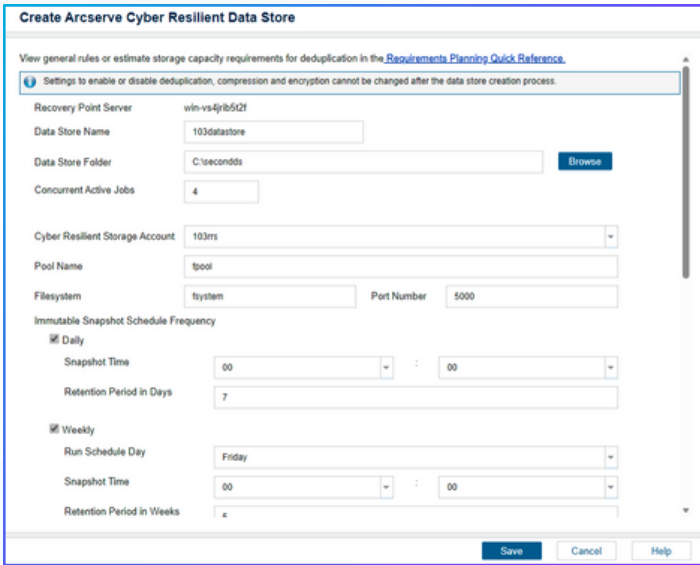 Create Arcserve Cyber Resilient Data Store
View general rules or estimate storage capacity requirements for deduplication in the Requirements Planning Quick Reference.
Settings to enable or disable deduplication, compression and encryption cannot be changed after the data store creation process.
Recovery Point Server win-vs4jrib5t2f
Data Store Name 103datastore
Data Store Folder C:\secondds Browse
Concurrent Active Jobs 4
Cyber Resilient Storage Account 103rrs
Pool Name fpool
Filesystem fsystem Port Number 5000
Immutable Snapshot Schedule Frequency
Daily
Snapshot Time 00 : 00
Retention Period in Days 7
Weekly
Run Schedule Day Friday
Snapshot Time 00 : 00
Retention Period in Weeks
Save Cancel Help